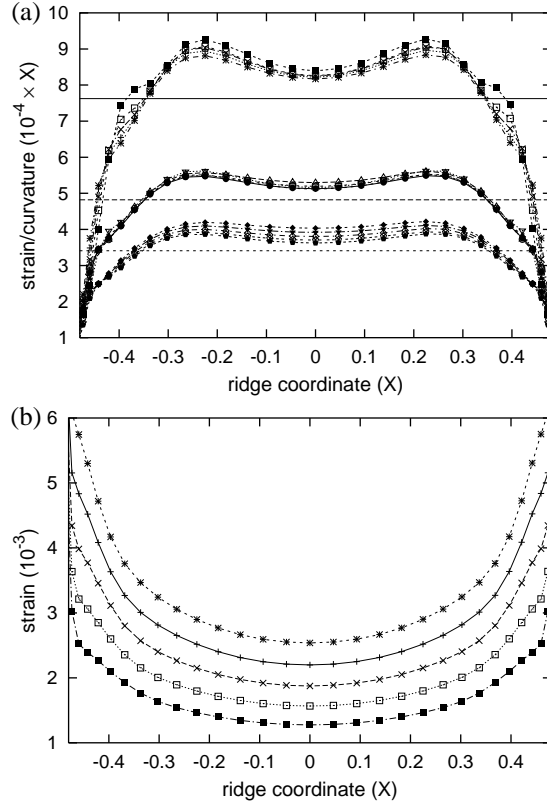 (a)
10
9
8
7
6
5
4
3
2
1
strain/curvature (10⁻⁴ × X)
-0.4 -0.3 -0.2 -0.1 0 0.1 0.2 0.3 0.4
ridge coordinate (X)
(b)
6
5
4
3
2
1
strain (10⁻³)
-0.4 -0.3 -0.2 -0.1 0 0.1 0.2 0.3 0.4
ridge coordinate (X)